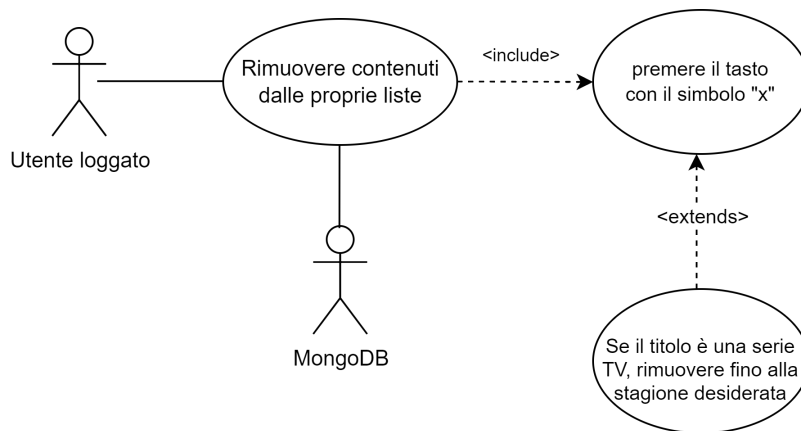 Rimuovere contenuti
dalle proprie liste
<include>
premere il tasto
con il simbolo "x"
Utente loggato
<extends>
MongoDB
Se il titolo è una serie
TV, rimuovere fino alla
stagione desiderata